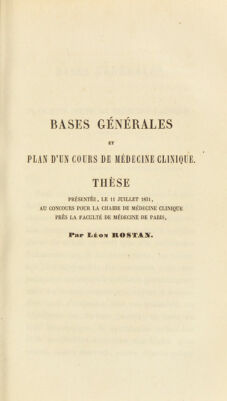 BASES GÉNÉRALES
ET
PLAN D'UN COURS DE MÉDECINE CLINIQUE.
THÈSE
PRÉSENTÉE, LE 11 JUILLET 1831,
AU CONCOURS POUR LA CHAIRE DE MÉDECINE CLINIQUE
PRÈS LA FACULTÉ DE MÉDECINE DE PARIS,
Par Léon ROSTAN.